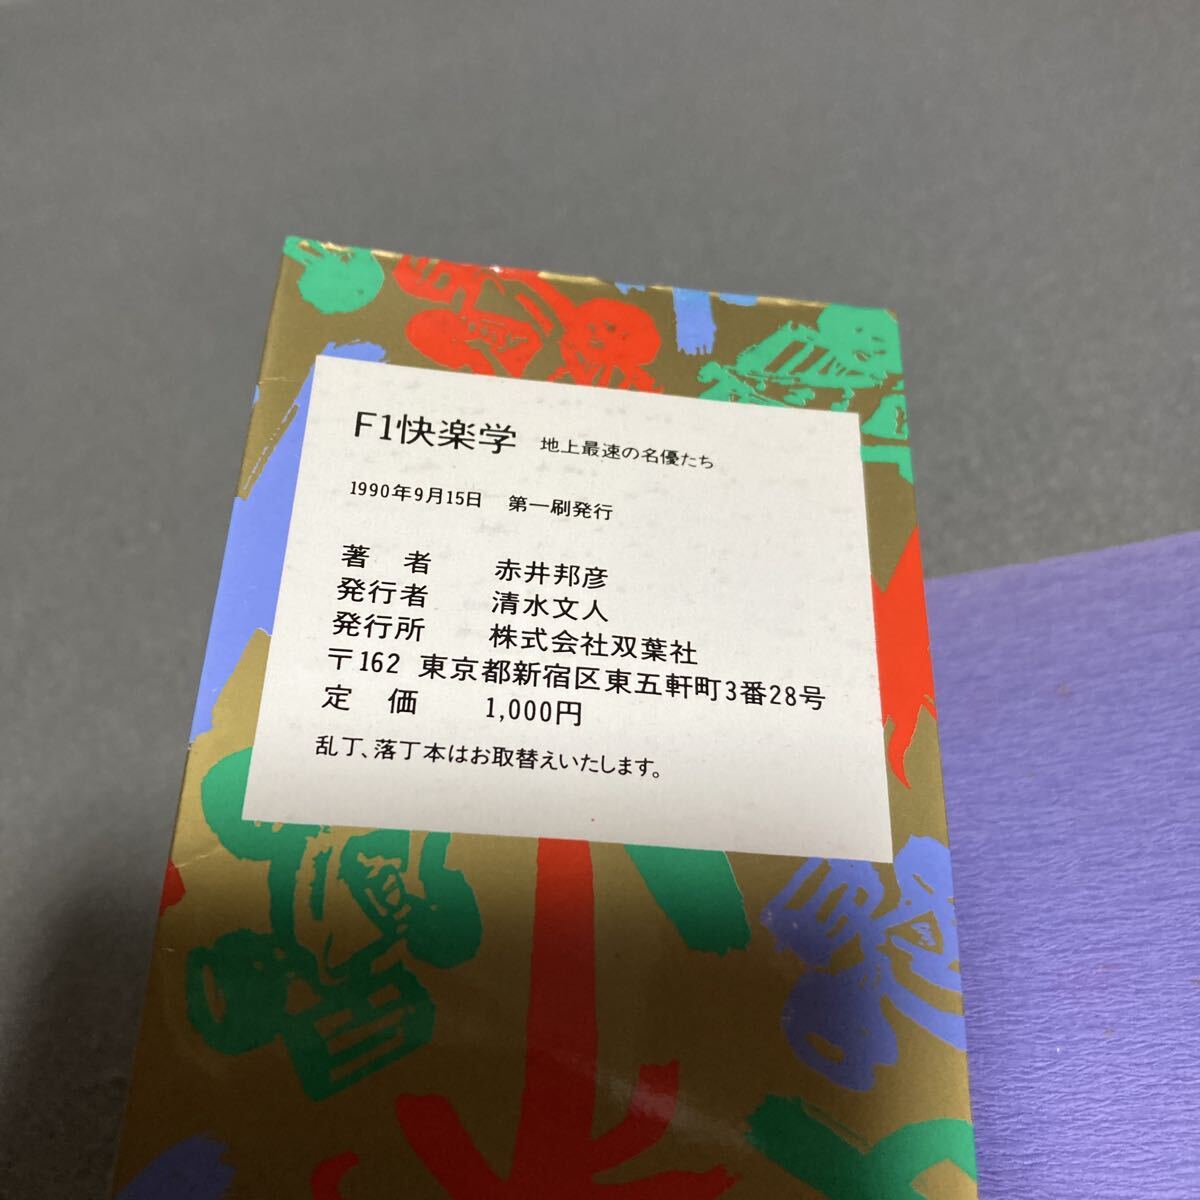 F1快楽学 地上最速の名優たち
1990年9月15日 第一刷発行
著 者 赤井邦彦
発行者 清水文人
発行所 株式会社双葉社
〒162 東京都新宿区東五軒町3番28号
定 価 1,000円
乱丁、落丁本はお取替えいたします。